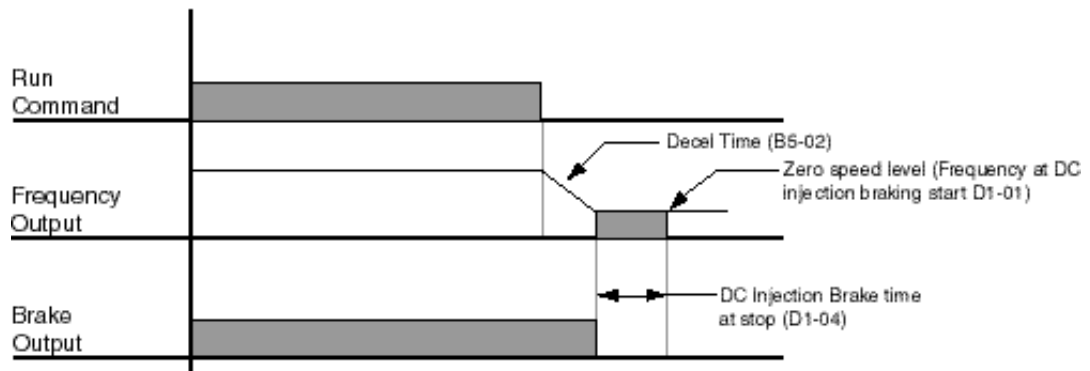 Run
Command
Decel Time (B5-02)
Zero speed level (Frequency at DC
injection braking start D1-01)
Frequency
Output
DC Injection Brake time
at stop (D1-04)
Brake
Output